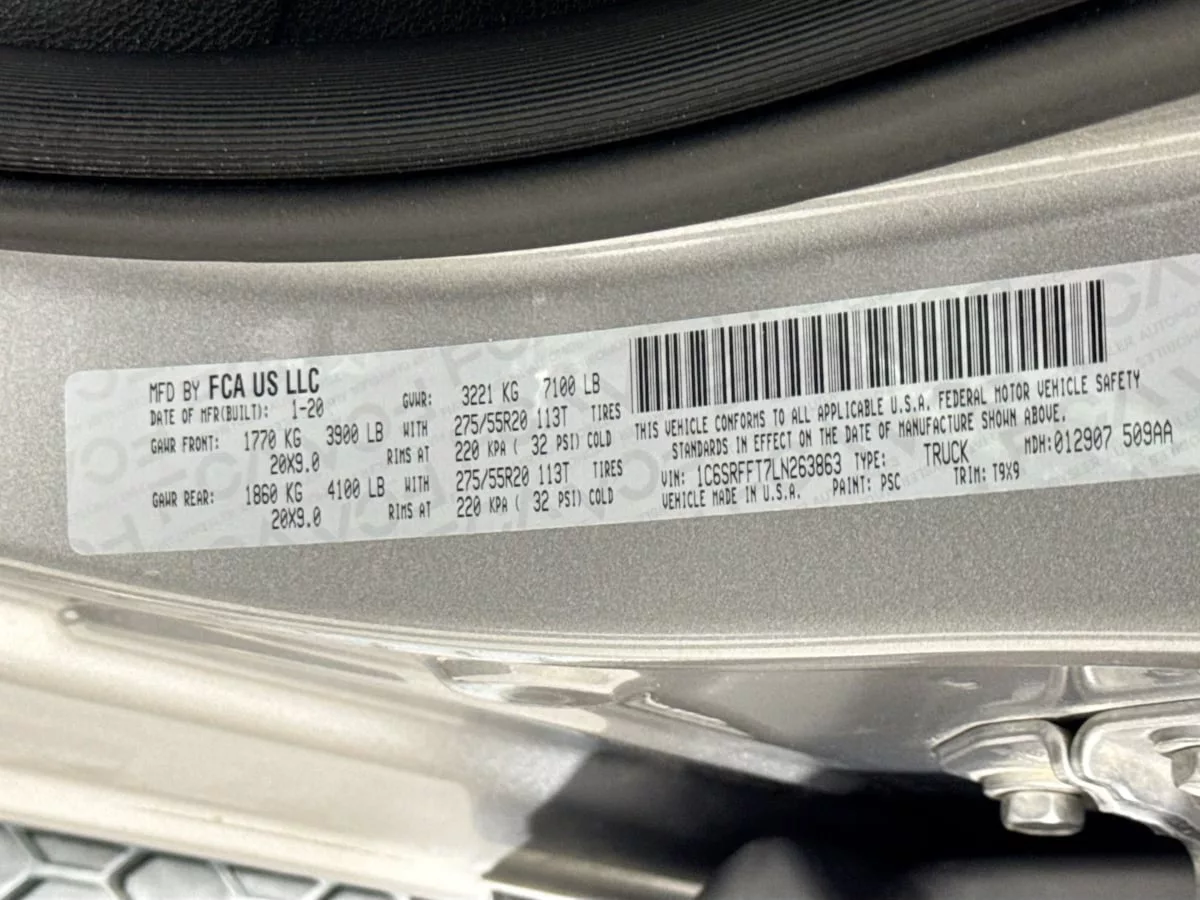 MFD BY FCA US LLC
DATE OF MFR(BUILT): 1-20 GVWR: 3221 KG 7100 LB
GAWR FRONT: 1770 KG 3900 LB WITH 275/55R20 113T TIRES
20X9.0 RIMS AT 220 KPA ( 32 PSI) COLD
GAWR REAR: 1860 KG 4100 LB WITH 275/55R20 113T TIRES
20X9.0 RIMS AT 220 KPA ( 32 PSI) COLD
THIS VEHICLE CONFORMS TO ALL APPLICABLE U.S.A. FEDERAL MOTOR VEHICLE SAFETY
STANDARDS IN EFFECT ON THE DATE OF MANUFACTURE SHOWN ABOVE.
VIN: 1C6SRFFT7LN263863 TYPE: TRUCK MDH:012907 509AA
VEHICLE MADE IN U.S.A. PAINT: PSC TRIM: T9X9